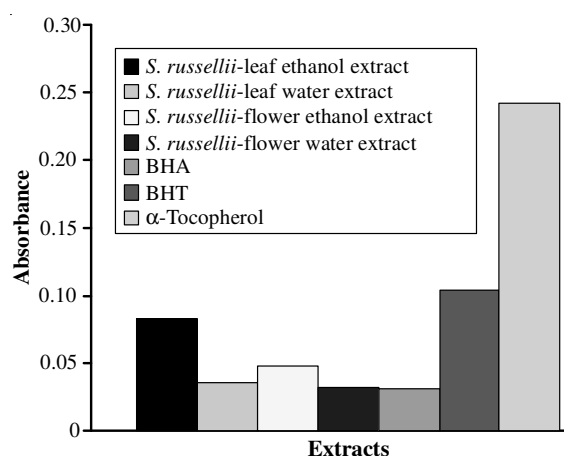 0.30
0.25
0.20
0.15
0.10
0.05
0
Absorbance
S. russellii-leaf ethanol extract
S. russellii-leaf water extract
S. russellii-flower ethanol extract
S. russellii-flower water extract
BHA
BHT
α-Tocopherol
Extracts